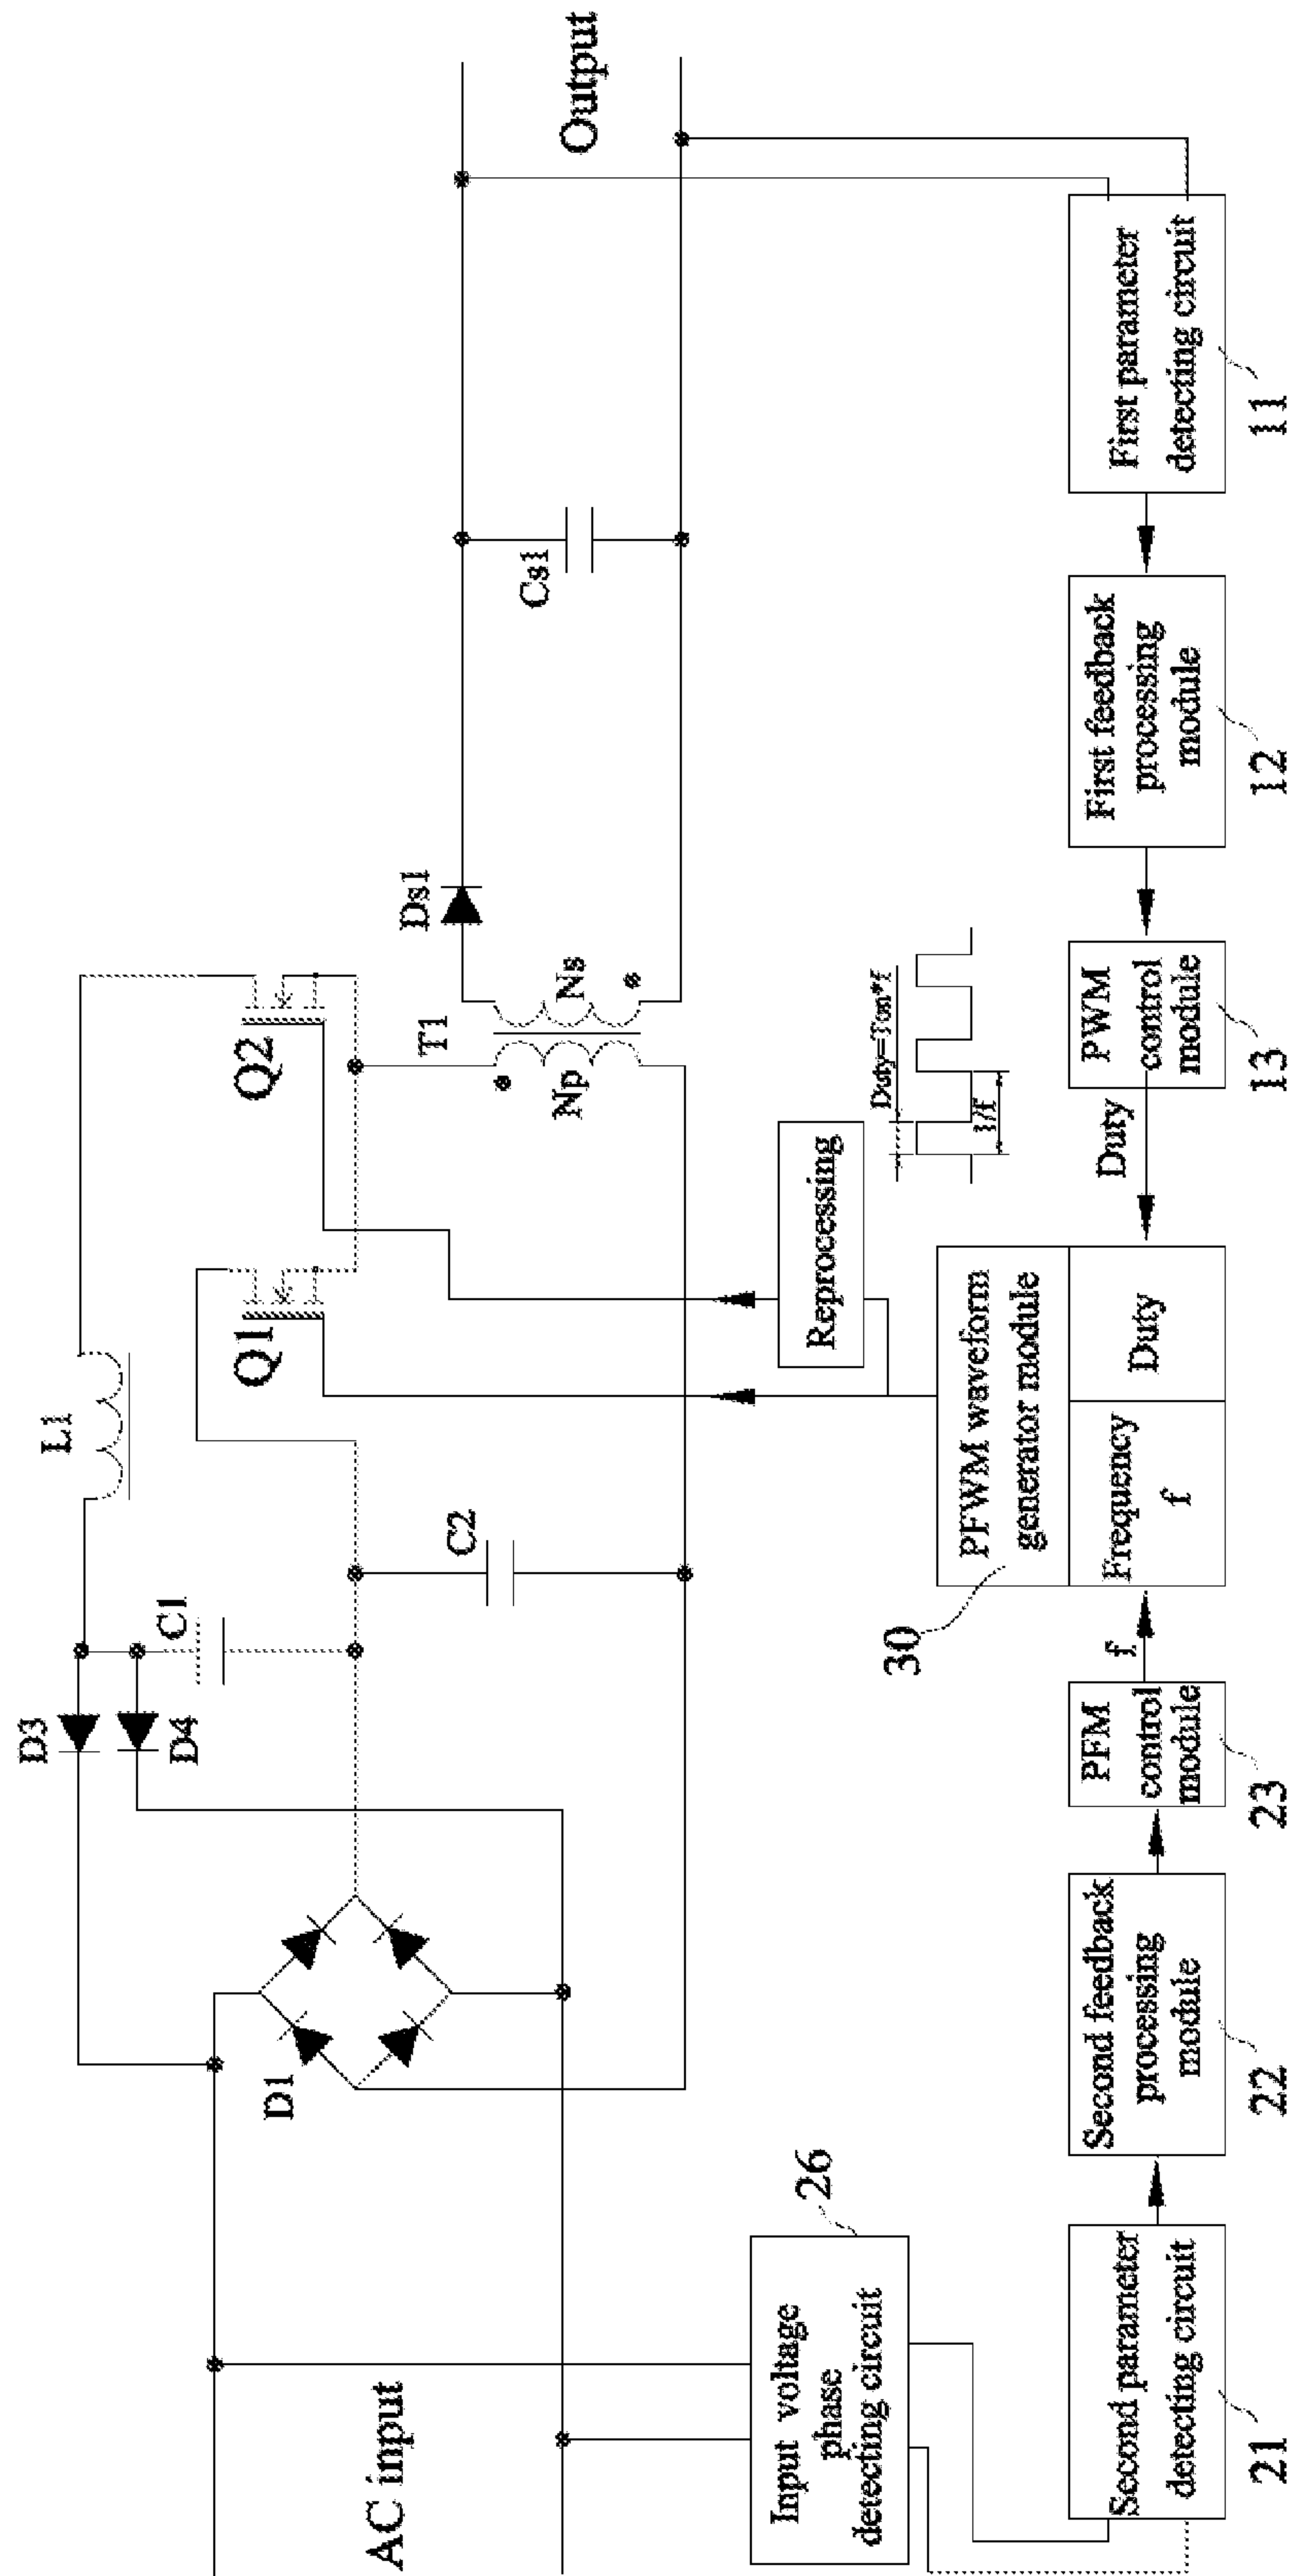 AC input
D3
D4
D1
C1
L1
C2
Q1
Q2
T1
Np
Ns
Ds1
Cs1
Output
Input voltage
phase
detecting circuit
26
Reprocessing
Duty=Ton*f
1/f
30
PFWM waveform
generator module
Frequency
f
Duty
Second parameter
detecting circuit
21
Second feedback
processing
module
22
PFM
control
module
23
f
Duty
PWM
control
module
13
First feedback
processing
module
12
First parameter
detecting circuit
11